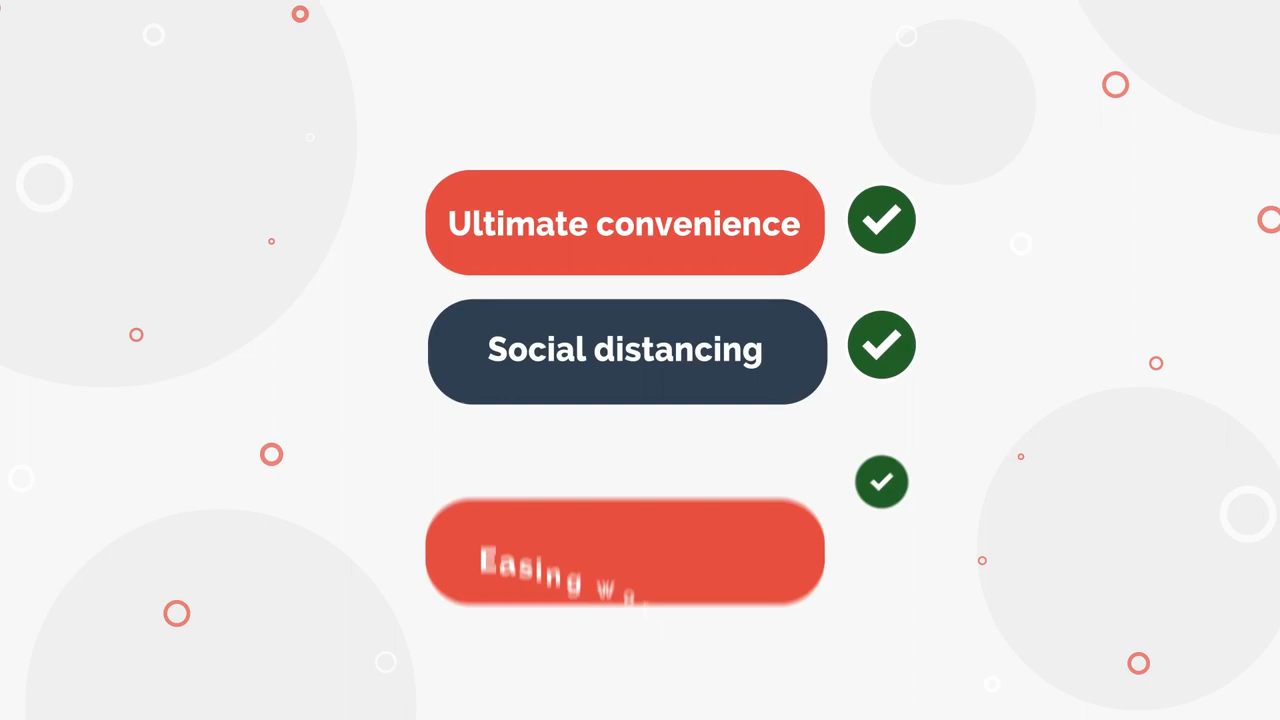 Ultimate convenience
Social distancing
Easing